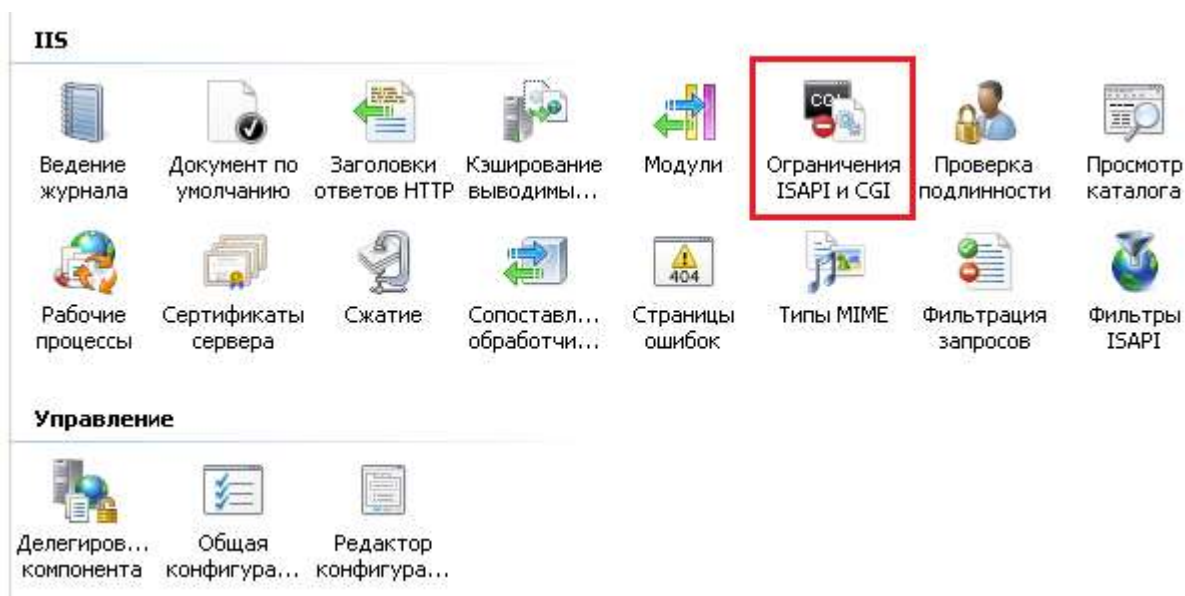 IIS
Ведение журнала
Документ по умолчанию
Заголовки ответов HTTP
Кэширование выводимы...
Модули
CGI
Ограничения ISAPI и CGI
Проверка подлинности
Просмотр каталога
Рабочие процессы
Сертификаты сервера
Сжатие
Сопоставл... обработчи...
404
Страницы ошибок
Типы MIME
Фильтрация запросов
Фильтры ISAPI
Управление
Делегиров... компонента
Общая конфигура...
Редактор конфигура...